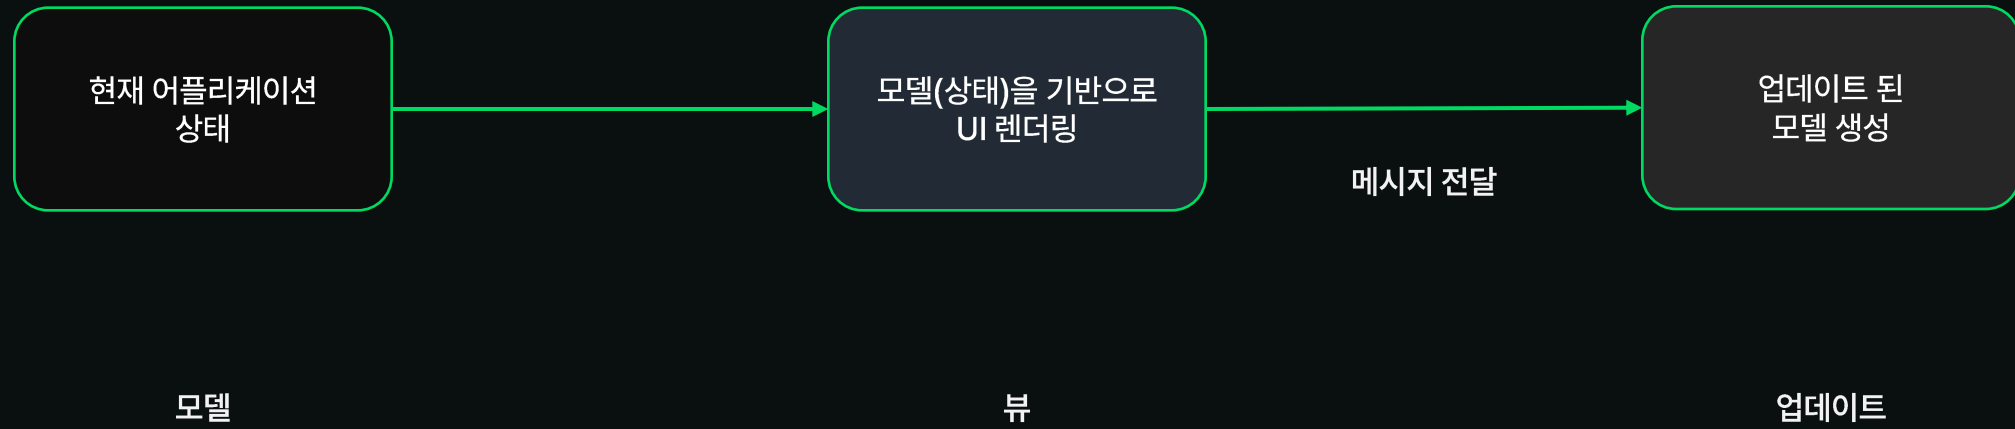 현재 어플리케이션
상태
모델(상태)을 기반으로
UI 렌더링
메시지 전달
업데이트 된
모델 생성
모델
뷰
업데이트